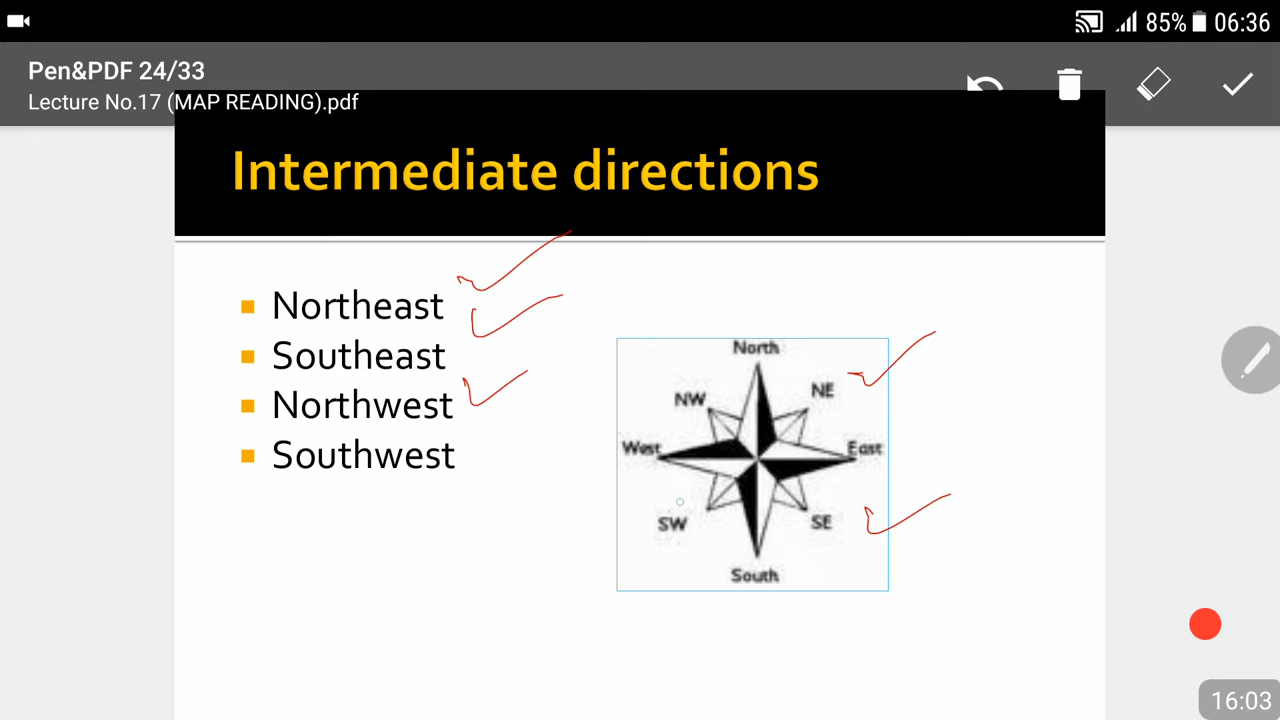 85% 06:36
Pen&PDF 24/33
Lecture No.17 (MAP READING).pdf
Intermediate directions
Northeast
Southeast
Northwest
Southwest
North
NW NE
West East
SW SE
South
16:03